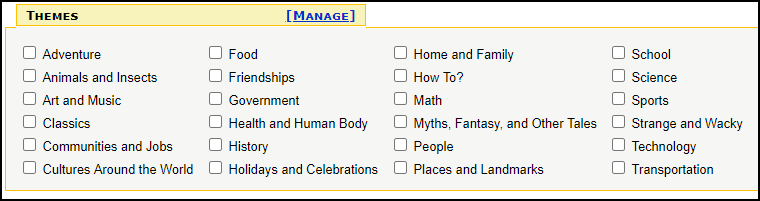 THEMES [MANAGE]
Adventure
Animals and Insects
Art and Music
Classics
Communities and Jobs
Cultures Around the World
Food
Friendships
Government
Health and Human Body
History
Holidays and Celebrations
Home and Family
How To?
Math
Myths, Fantasy, and Other Tales
People
Places and Landmarks
School
Science
Sports
Strange and Wacky
Technology
Transportation